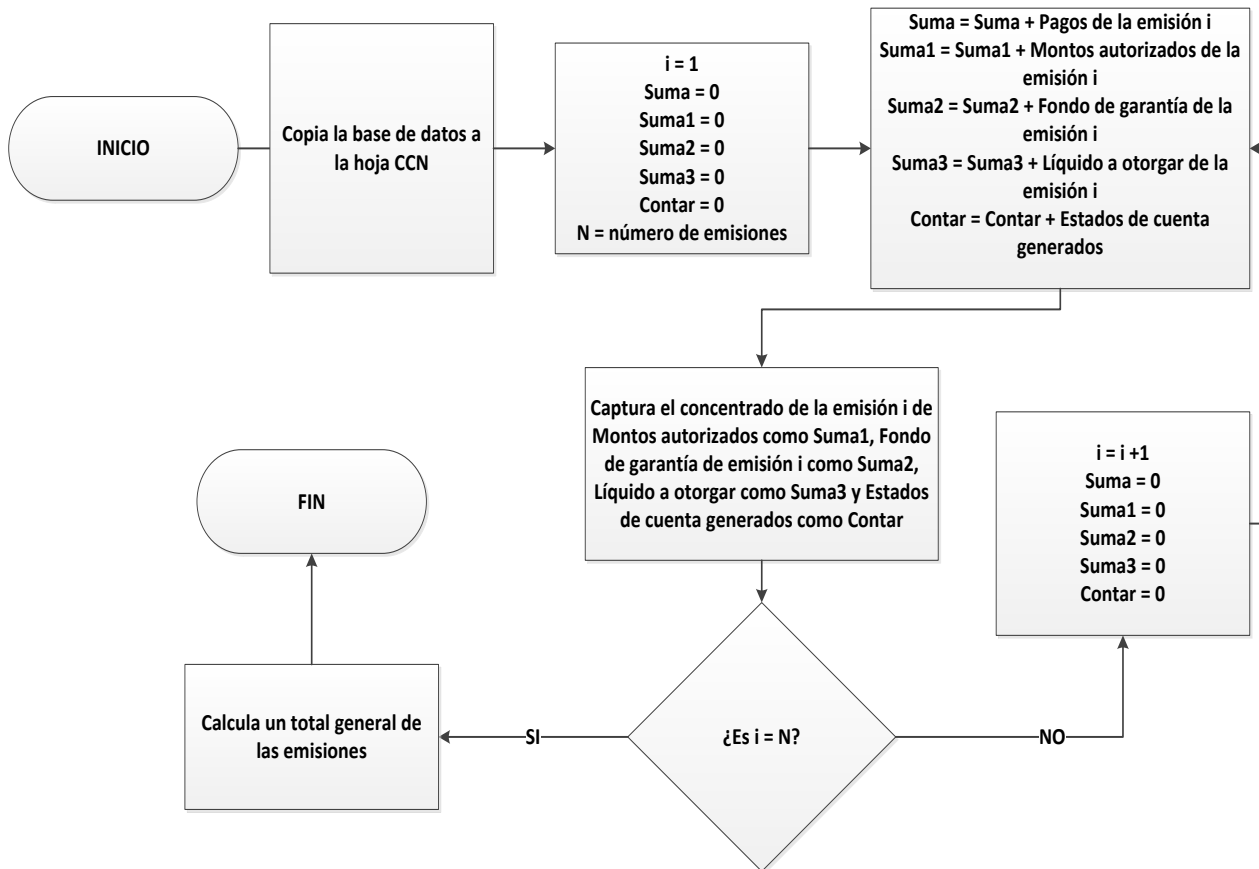 INICIO
Copia la base de datos a
la hoja CCN
i = 1
Suma = 0
Suma1 = 0
Suma2 = 0
Suma3 = 0
Contar = 0
N = número de emisiones
Suma = Suma + Pagos de la emisión i
Suma1 = Suma1 + Montos autorizados de la
emisión i
Suma2 = Suma2 + Fondo de garantía de la
emisión i
Suma3 = Suma3 + Líquido a otorgar de la
emisión i
Contar = Contar + Estados de cuenta
generados
Captura el concentrado de la emisión i de
Montos autorizados como Suma1, Fondo
de garantía de emisión i como Suma2,
Líquido a otorgar como Suma3 y Estados
de cuenta generados como Contar
i = i +1
Suma = 0
Suma1 = 0
Suma2 = 0
Suma3 = 0
Contar = 0
FIN
Calcula un total general de
las emisiones
SI
¿Es i = N?
NO